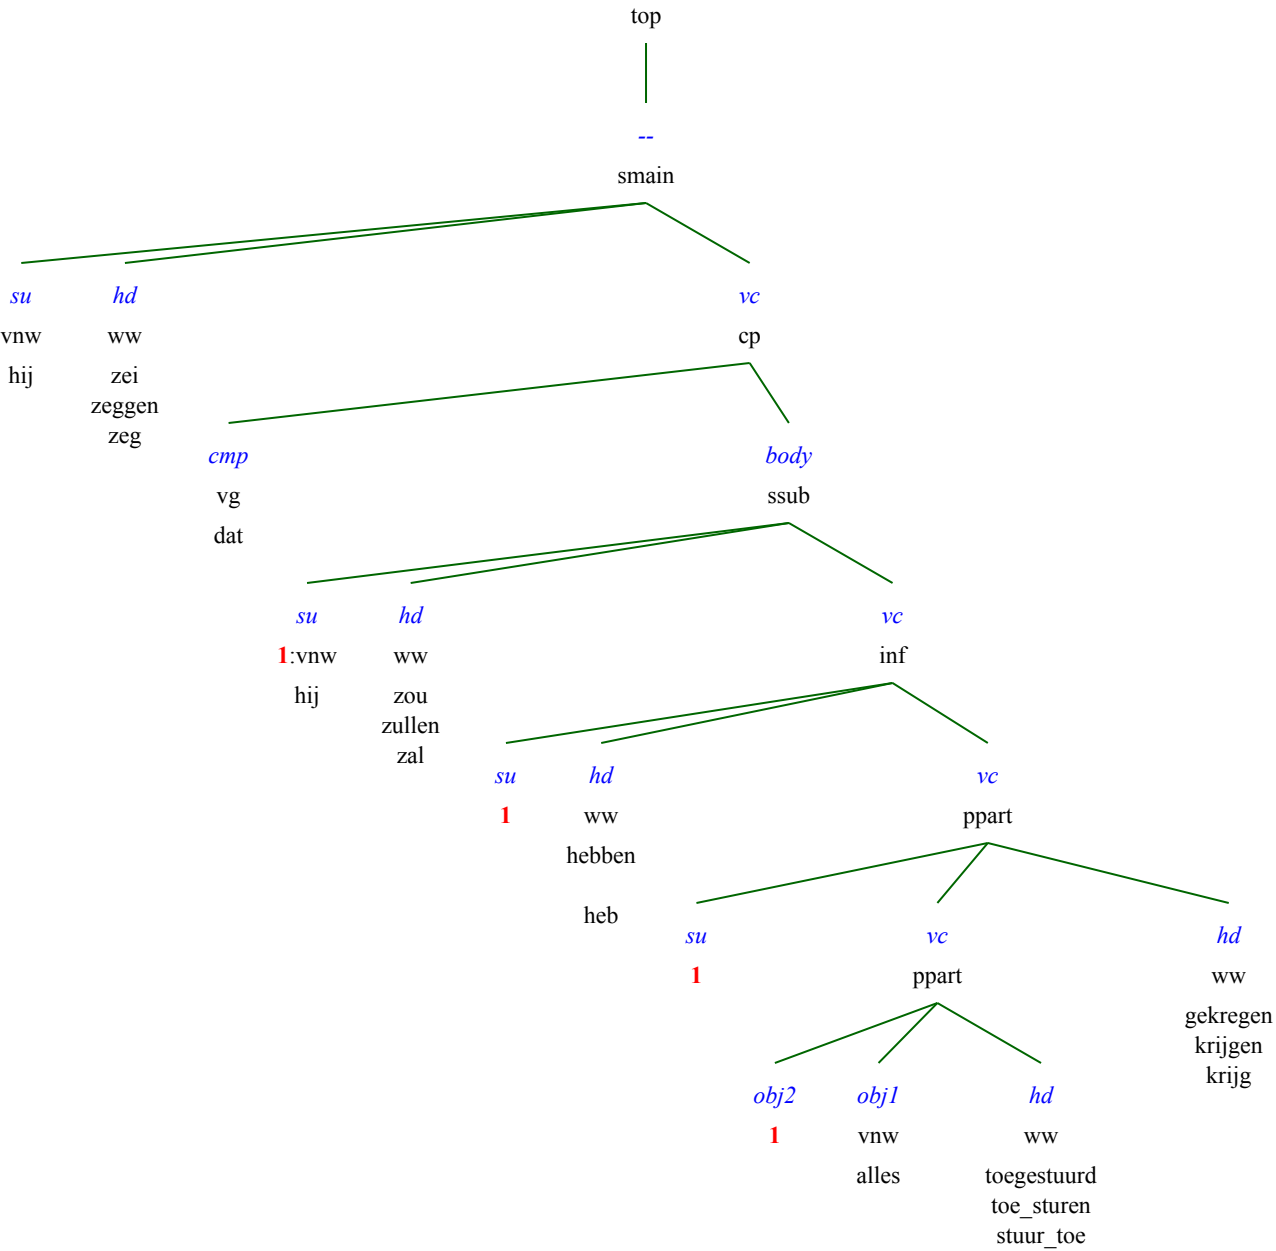 top
--
smain
su hd vc
vnw ww cp
hij zei
zeggen
zeg
cmp body
vg ssub
dat
su hd vc
1:vnw ww inf
hij zou
zullen
zal
su hd vc
1 ww ppart
hebben
heb
su vc hd
1 ppart ww
gekregen
krijgen
krijg
obj2 obj1 hd
1 vnw ww
alles toegestuurd
toe_sturen
stuur_toe